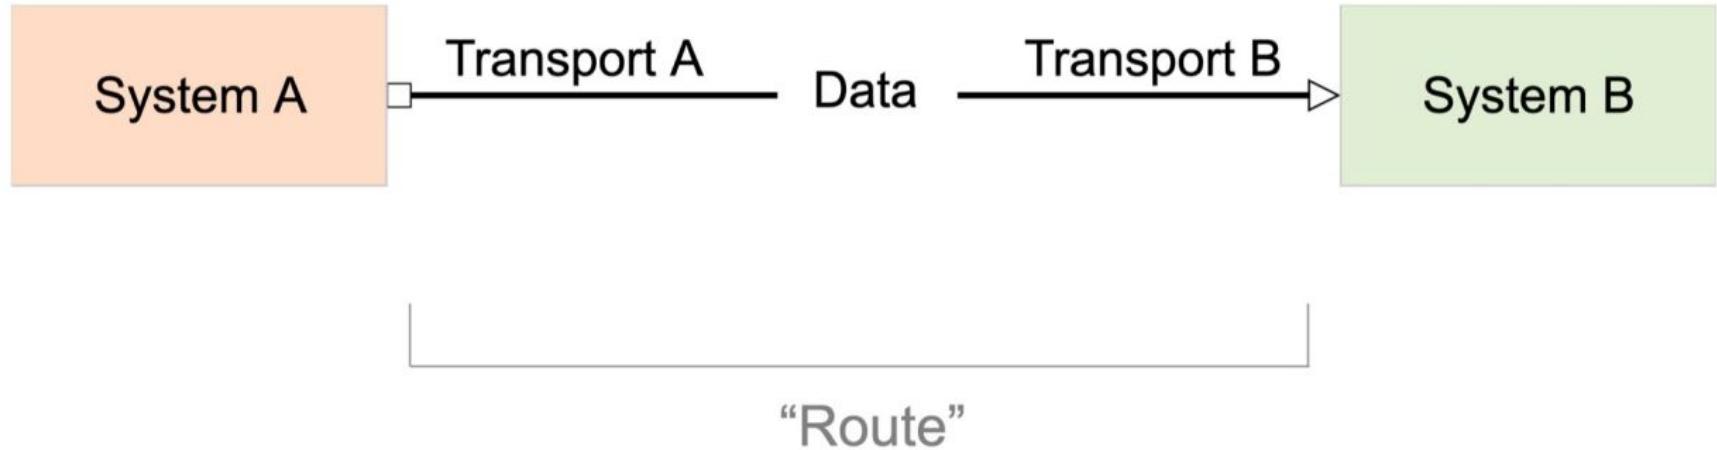 Transport A
Transport B
System A
Data
System B
“Route”